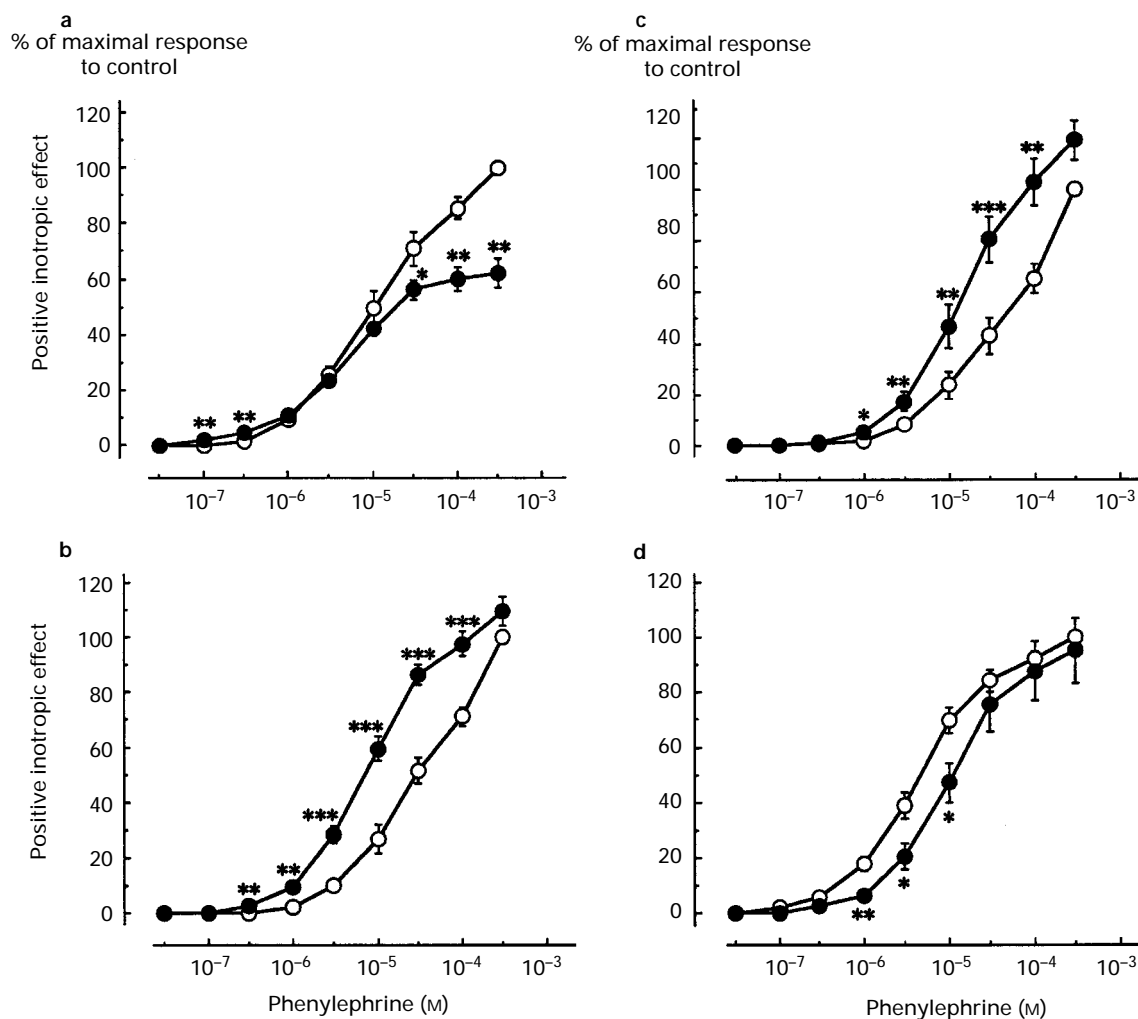 a
% of maximal response
to control
120
100
80
60
40
20
0
Positive inotropic effect
** ** * ** **
10⁻⁷ 10⁻⁶ 10⁻⁵ 10⁻⁴ 10⁻³
b
120
100
80
60
40
20
0
Positive inotropic effect
** ** *** *** *** ***
10⁻⁷ 10⁻⁶ 10⁻⁵ 10⁻⁴ 10⁻³
Phenylephrine (M)
c
% of maximal response
to control
120
100
80
60
40
20
0
* ** ** *** **
10⁻⁷ 10⁻⁶ 10⁻⁵ 10⁻⁴ 10⁻³
d
120
100
80
60
40
20
0
** * *
10⁻⁷ 10⁻⁶ 10⁻⁵ 10⁻⁴ 10⁻³
Phenylephrine (M)